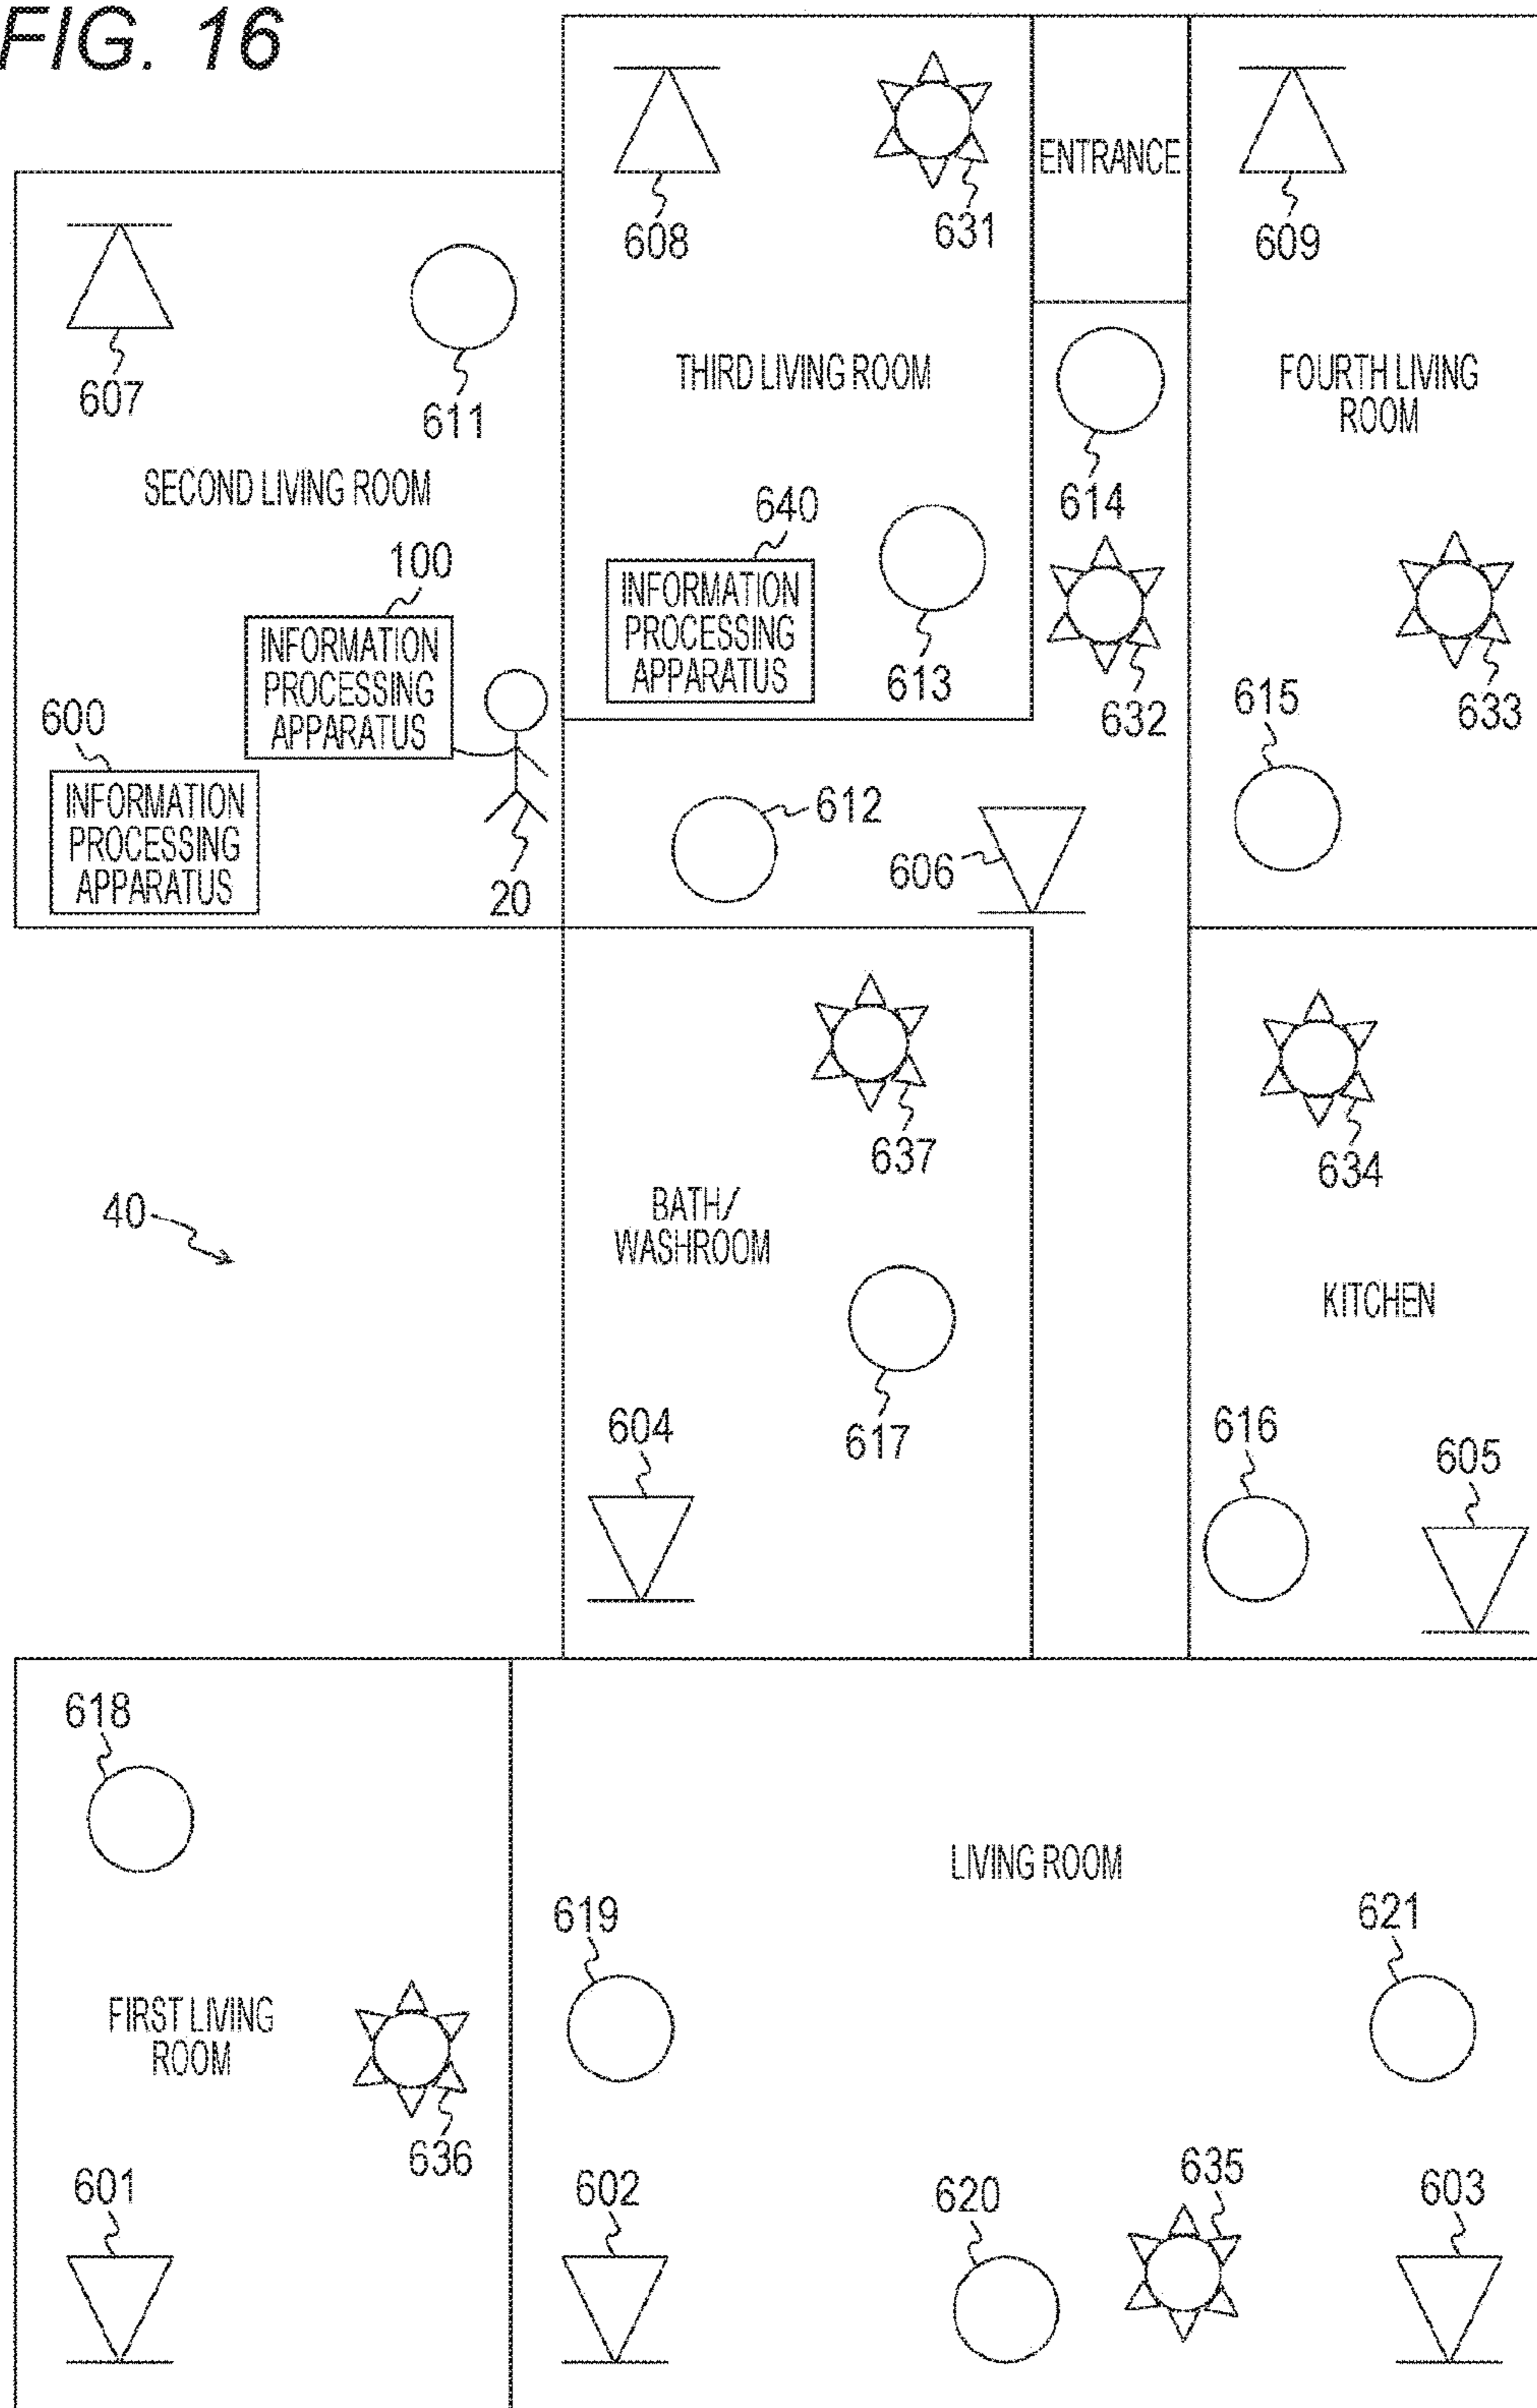 FIG. 16
608
631
ENTRANCE
609
607
611
THIRD LIVING ROOM
614
FOURTH LIVING
ROOM
SECOND LIVING ROOM
640
INFORMATION
PROCESSING
APPARATUS
613
632
633
615
100
INFORMATION
PROCESSING
APPARATUS
600
INFORMATION
PROCESSING
APPARATUS
20
612
606
637
634
40
BATH/
WASHROOM
KITCHEN
617
604
616
605
618
LIVING ROOM
619
621
FIRST LIVING
ROOM
636
601
602
620
635
603